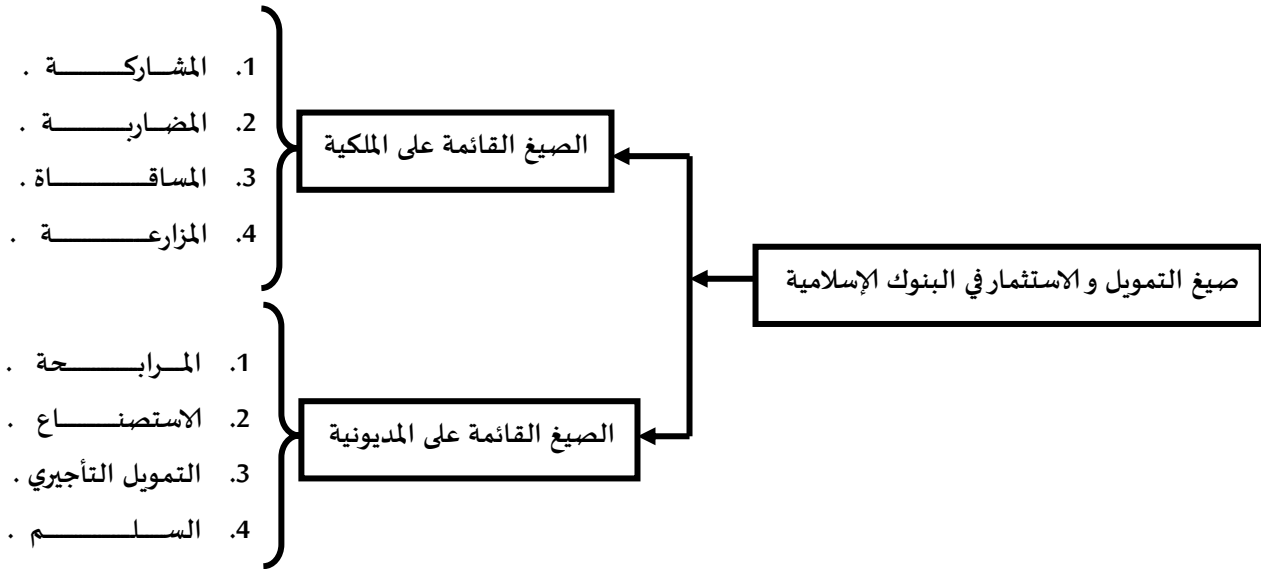 صيغ التمويل و الاستثمار في البنوك الإسلامية
الصيغ القائمة على الملكية
1. المشاركة .
2. المضاربة .
3. المساقاة .
4. المزارعة .
الصيغ القائمة على المديونية
1. المرابحة .
2. الاستصناع .
3. التمويل التأجيري .
4. السلم .